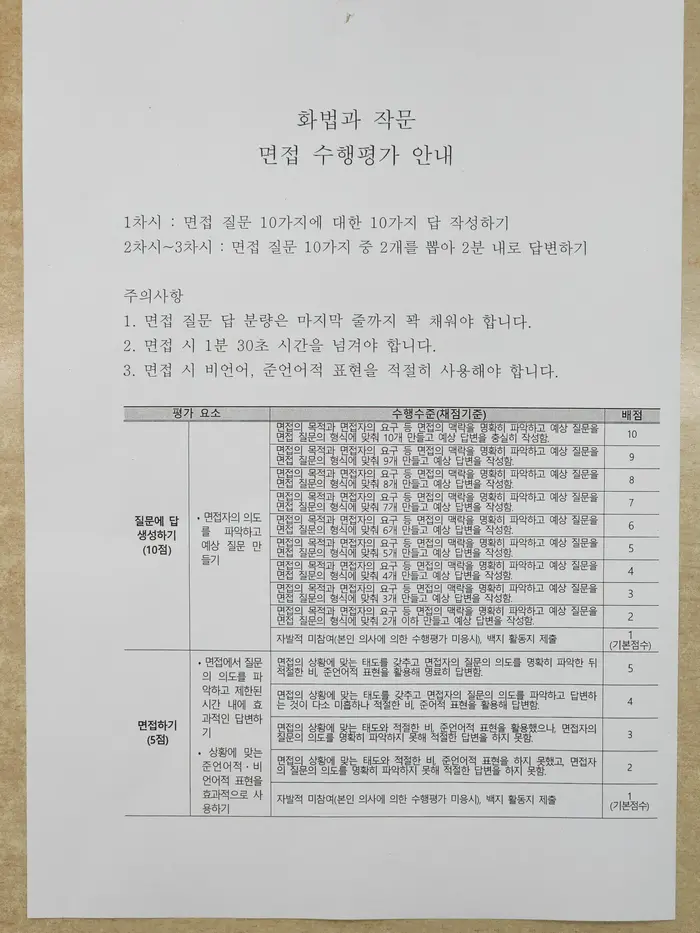 화법과 작문
면접 수행평가 안내
1차시 : 면접 질문 10가지에 대한 10가지 답 작성하기
2차시~3차시 : 면접 질문 10가지 중 2개를 뽑아 2분 내로 답변하기
주의사항
1. 면접 질문 답 분량은 마지막 줄까지 꽉 채워야 합니다.
2. 면접 시 1분 30초 시간을 넘겨야 합니다.
3. 면접 시 비언어, 준언어적 표현을 적절히 사용해야 합니다.
평가 요소 수행수준(채점기준) 배점
질문에 답
생성하기
(10점)
• 면접자의 의도
를 파악하고
예상 질문 만
들기
면접의 목적과 면접자의 요구 등 면접의 맥락을 명확히 파악하고 예상 질문을
면접 질문의 형식에 맞춰 10개 만들고 예상 답변을 충실히 작성함.
10
면접의 목적과 면접자의 요구 등 면접의 맥락을 명확히 파악하고 예상 질문을
면접 질문의 형식에 맞춰 9개 만들고 예상 답변을 작성함.
9
면접의 목적과 면접자의 요구 등 면접의 맥락을 명확히 파악하고 예상 질문을
면접 질문의 형식에 맞춰 8개 만들고 예상 답변을 작성함.
8
면접의 목적과 면접자의 요구 등 면접의 맥락을 명확히 파악하고 예상 질문을
면접 질문의 형식에 맞춰 7개 만들고 예상 답변을 작성함.
7
면접의 목적과 면접자의 요구 등 면접의 맥락을 명확히 파악하고 예상 질문을
면접 질문의 형식에 맞춰 6개 만들고 예상 답변을 작성함.
6
면접의 목적과 면접자의 요구 등 면접의 맥락을 명확히 파악하고 예상 질문을
면접 질문의 형식에 맞춰 5개 만들고 예상 답변을 작성함.
5
면접의 목적과 면접자의 요구 등 면접의 맥락을 명확히 파악하고 예상 질문을
면접 질문의 형식에 맞춰 4개 만들고 예상 답변을 작성함.
4
면접의 목적과 면접자의 요구 등 면접의 맥락을 명확히 파악하고 예상 질문을
면접 질문의 형식에 맞춰 3개 만들고 예상 답변을 작성함.
3
면접의 목적과 면접자의 요구 등 면접의 맥락을 명확히 파악하고 예상 질문을
면접 질문의 형식에 맞춰 2개 이하 만들고 예상 답변을 작성함.
2
자발적 미참여(본인 의사에 의한 수행평가 미응시), 백지 활동지 제출
1
(기본점수)
면접하기
(5점)
• 면접에서 질문
의 의도를 파
악하고 제한된
시간 내에 효
과적인 답변하
기
• 상황에 맞는
준언어적·비
언어적 표현을
효과적으로 사
용하기
면접의 상황에 맞는 태도를 갖추고 면접자의 질문의 의도를 명확히 파악한 뒤
적절한 비, 준언어적 표현을 활용해 명료히 답변함.
5
면접의 상황에 맞는 태도를 갖추고 면접자의 질문의 의도를 파악하고 답변하
는 것이 다소 미흡하나 적절한 비, 준어적 표현을 활용해 답변함.
4
면접의 상황에 맞는 태도와 적절한 비, 준언어적 표현을 활용했으나, 면접자의
질문의 의도를 명확히 파악하지 못해 적절한 답변을 하지 못함.
3
면접의 상황에 맞는 태도와 적절한 비, 준언어적 표현을 하지 못했고, 면접자
의 질문의 의도를 명확히 파악하지 못해 적절한 답변을 하지 못함.
2
자발적 미참여(본인 의사에 의한 수행평가 미응시), 백지 활동지 제출
1
(기본점수)